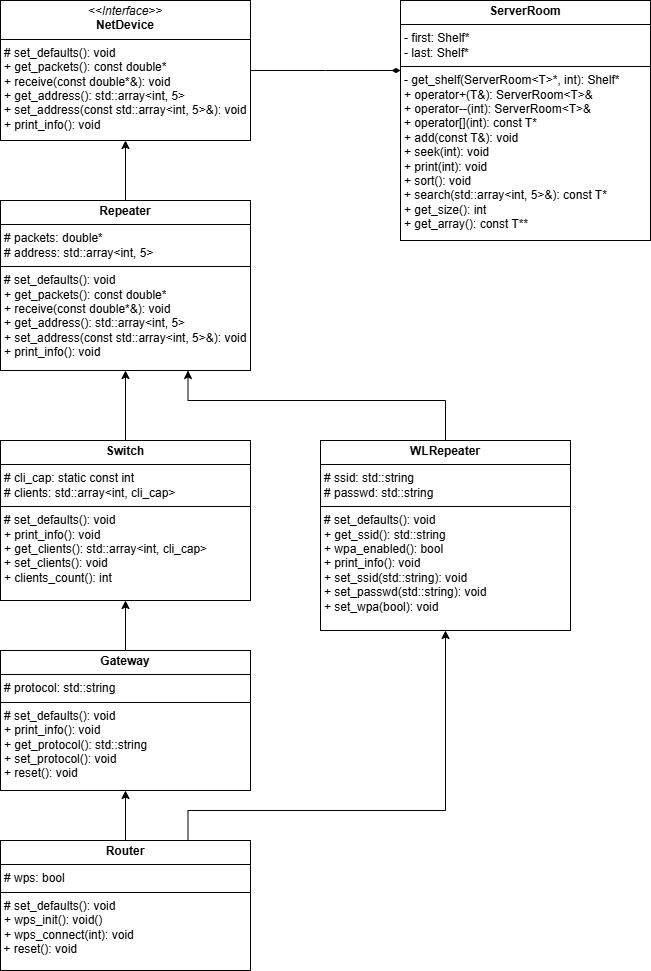 <<Interface>>
NetDevice
# set_defaults(): void
+ get_packets(): const double*
+ receive(const double*&): void
+ get_address(): std::array<int, 5>
+ set_address(const std::array<int, 5>&): void
+ print_info(): void
ServerRoom
- first: Shelf*
- last: Shelf*
- get_shelf(ServerRoom<T>*, int): Shelf*
+ operator+(T&): ServerRoom<T>&
+ operator--(int): ServerRoom<T>&
+ operator[](int): const T*
+ add(const T&): void
+ seek(int): void
+ print(int): void
+ sort(): void
+ search(std::array<int, 5>&): const T*
+ get_size(): int
+ get_array(): const T**
Repeater
# packets: double*
# address: std::array<int, 5>
# set_defaults(): void
+ get_packets(): const double*
+ receive(const double*&): void
+ get_address(): std::array<int, 5>
+ set_address(const std::array<int, 5>&): void
+ print_info(): void
Switch
# cli_cap: static const int
# clients: std::array<int, cli_cap>
# set_defaults(): void
+ print_info(): void
+ get_clients(): std::array<int, cli_cap>
+ set_clients(): void
+ clients_count(): int
WLRepeater
# ssid: std::string
# passwd: std::string
# set_defaults(): void
+ get_ssid(): std::string
+ wpa_enabled(): bool
+ print_info(): void
+ set_ssid(std::string): void
+ set_passwd(std::string): void
+ set_wpa(bool): void
Gateway
# protocol: std::string
# set_defaults(): void
+ print_info(): void
+ get_protocol(): std::string
+ set_protocol(): void
+ reset(): void
Router
# wps: bool
# set_defaults(): void
+ wps_init(): void()
+ wps_connect(int): void
+ reset(): void